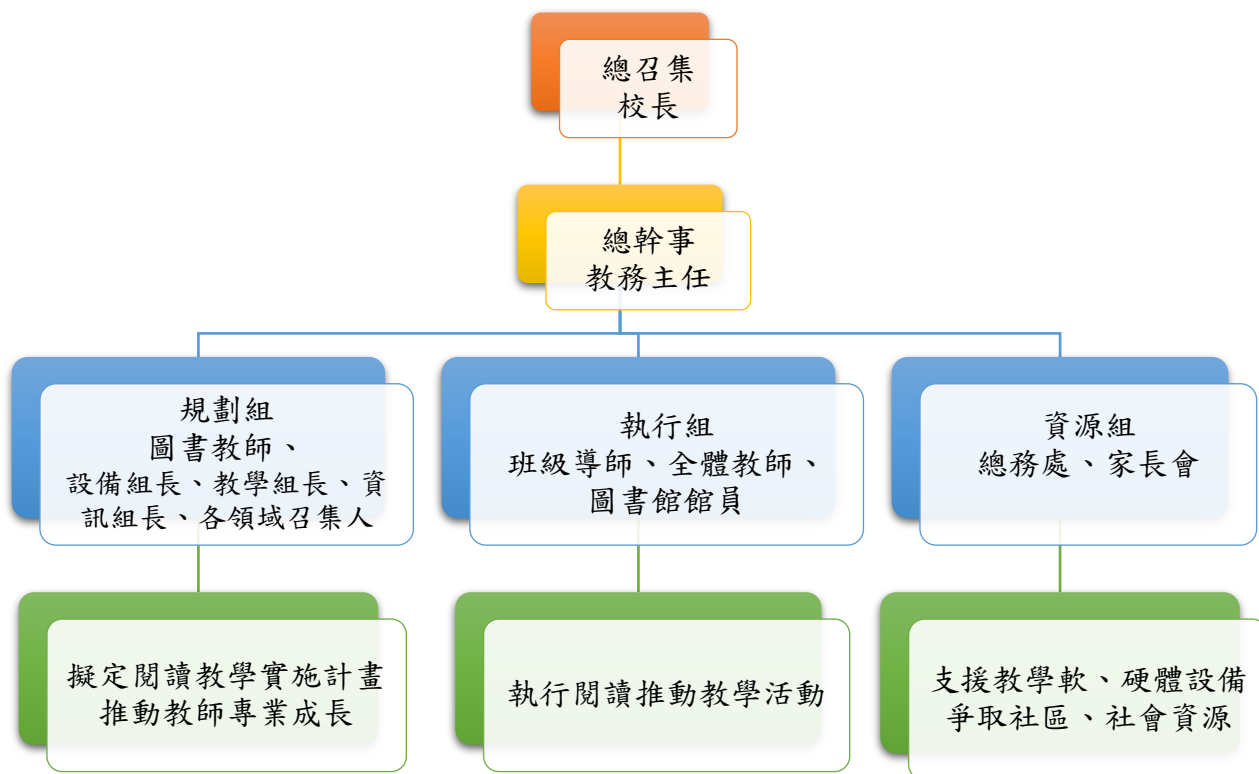 總召集
校長
總幹事
教務主任
規劃組
圖書教師、
設備組長、教學組長、資
訊組長、各領域召集人
執行組
班級導師、全體教師、
圖書館館員
資源組
總務處、家長會
擬定閱讀教學實施計畫
推動教師專業成長
執行閱讀推動教學活動
支援教學軟、硬體設備
爭取社區、社會資源